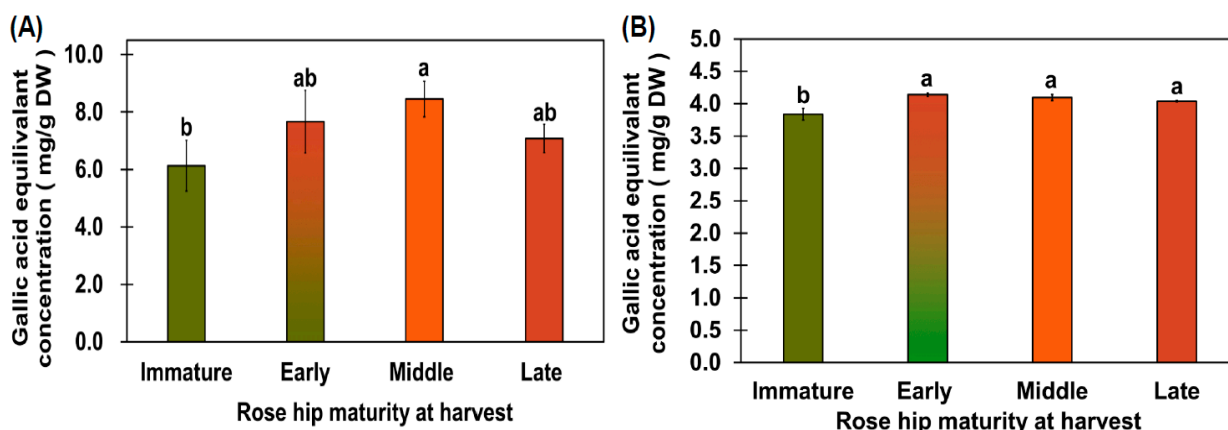 (A)
Gallic acid equilivalant
concentration ( mg/g DW )
10.0
8.0
6.0
4.0
2.0
0.0
b
ab
a
ab
Immature Early Middle Late
Rose hip maturity at harvest
(B)
Gallic acid equilivalant
concentration ( mg/g DW )
5.0
4.5
4.0
3.5
3.0
2.5
2.0
1.5
1.0
0.5
0.0
b
a
a
a
Immature Early Middle Late
Rose hip maturity at harvest